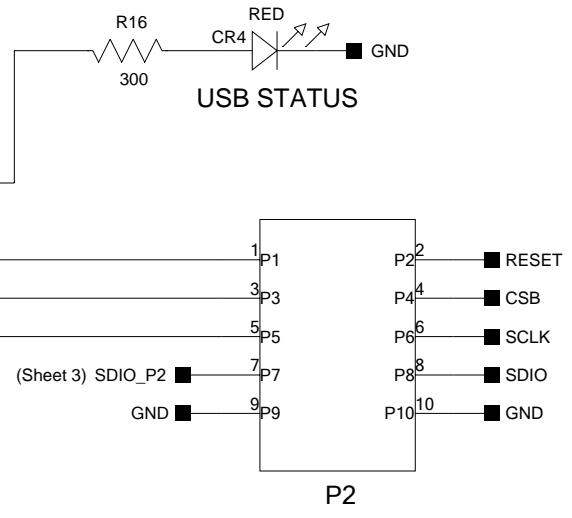 RED
R16
CR4
GND
300
USB STATUS
1 P1 P2 2 RESET
3 P3 P4 4 CSB
5 P5 P6 6 SCLK
(Sheet 3) SDIO_P2 7 P7 P8 8 SDIO
GND 9 P9 P10 10 GND
P2